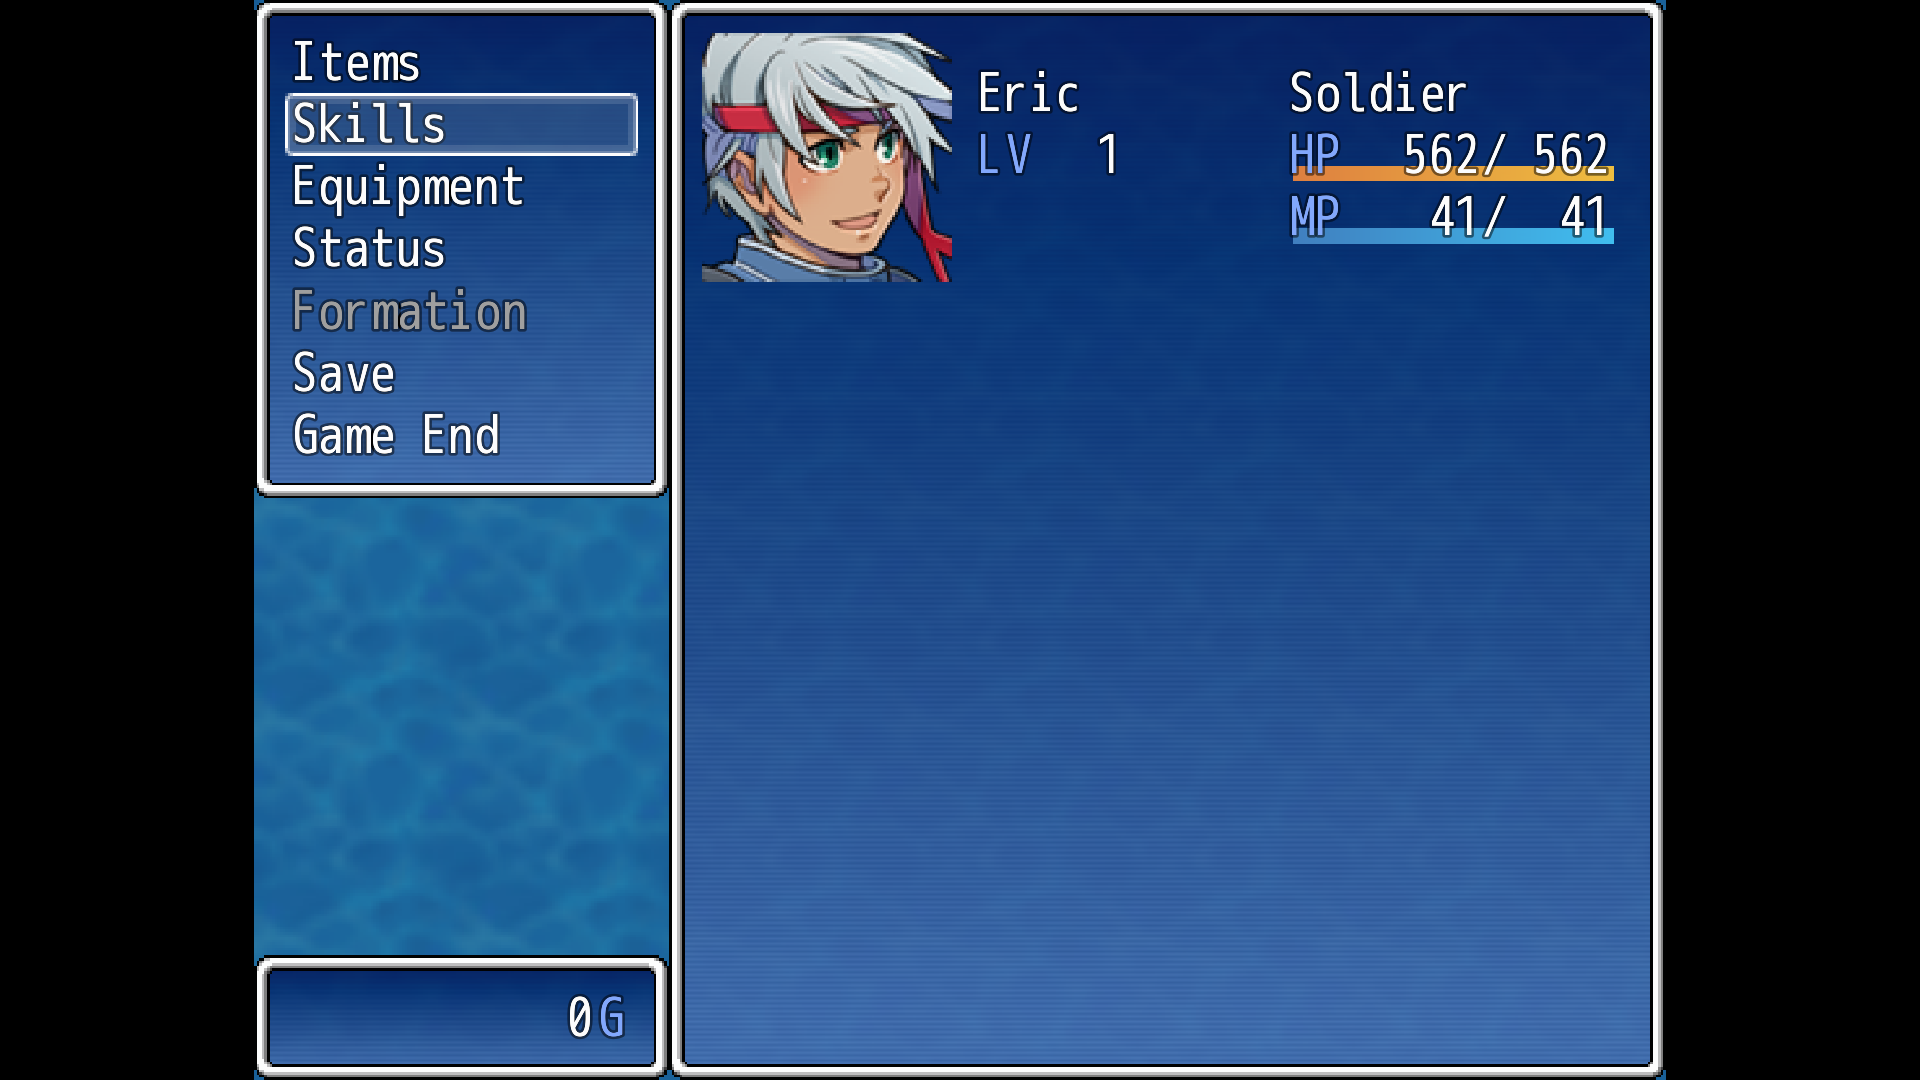 Items
Skills
Equipment
Status
Formation
Save
Game End
Eric
Soldier
LV 1
HP 562/ 562
MP 41/ 41
0G